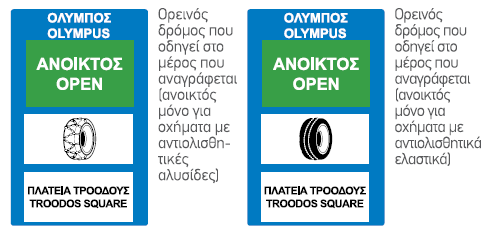 ΟΛΥΜΠΟΣ
OLYMPUS
ΑΝΟΙΚΤΟΣ
OPEN
ΠΛΑΤΕΙΑ ΤΡΟΟΔΟΥΣ
TROODOS SQUARE
Ορεινός
δρόμος που
οδηγεί στο
μέρος που
αναγράφεται
(ανοικτός
μόνο για
οχήματα με
αντιολισθη-
τικές
αλυσίδες)
ΟΛΥΜΠΟΣ
OLYMPUS
ΑΝΟΙΚΤΟΣ
OPEN
ΠΛΑΤΕΙΑ ΤΡΟΟΔΟΥΣ
TROODOS SQUARE
Ορεινός
δρόμος που
οδηγεί στο
μέρος που
αναγράφεται
(ανοικτός
μόνο για
οχήματα με
αντιολισθητικά
ελαστικά)